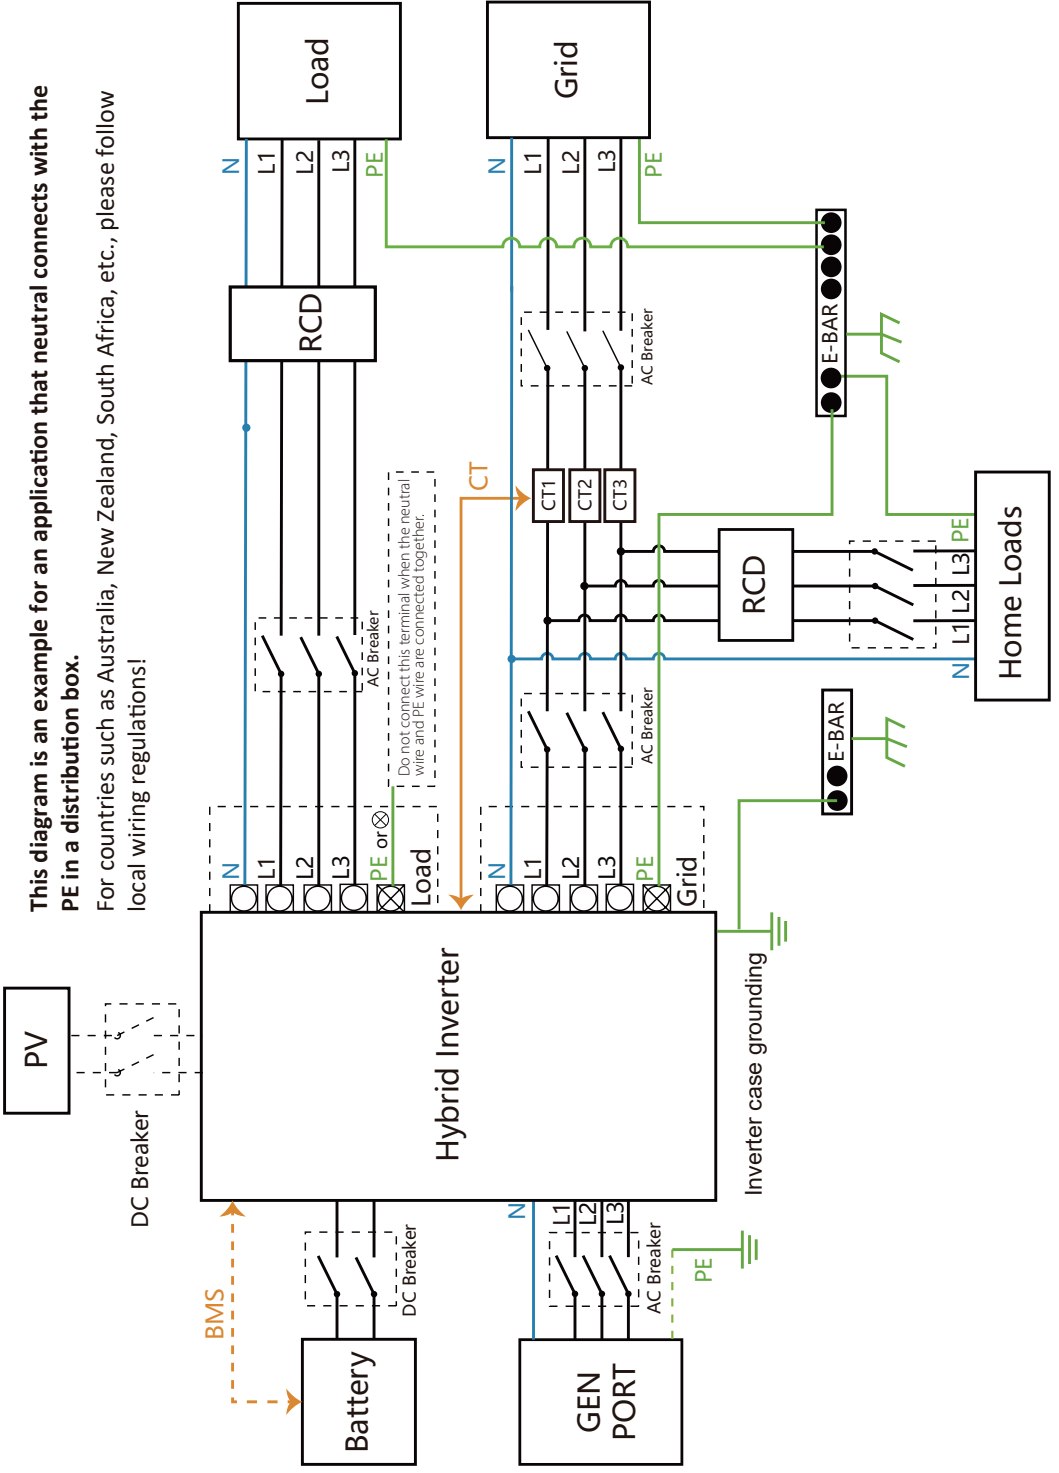 This diagram is an example for an application that neutral connects with the
PE in a distribution box.
For countries such as Australia, New Zealand, South Africa, etc., please follow
local wiring regulations!
PV
DC Breaker
BMS
Battery
DC Breaker
Hybrid Inverter
GEN
PORT
N
L1
L2
L3
AC Breaker
PE
Inverter case grounding
N
L1
L2
L3
PE or
Load
AC Breaker
Do not connect this terminal when the neutral
wire and PE wire are connected together.
RCD
N
L1
L2
L3
PE
Load
CT
N
L1
L2
L3
PE
Grid
AC Breaker
CT1
CT2
CT3
AC Breaker
N
L1
L2
L3
PE
Grid
RCD
N
L1
L2
L3
PE
Home Loads
E-BAR
E-BAR